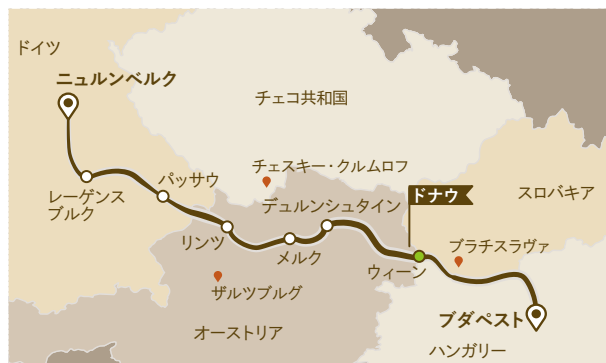 ドイツ
ニュルンベルク
チェコ共和国
チェスキー・クルムロフ
パッサウ
レーゲンス
ブルク
デュルンシュタイン
ドナウ
スロバキア
リンツ
メルク
ウィーン
ブラチスラヴァ
ザルツブルグ
オーストリア
ブダペスト
ハンガリー